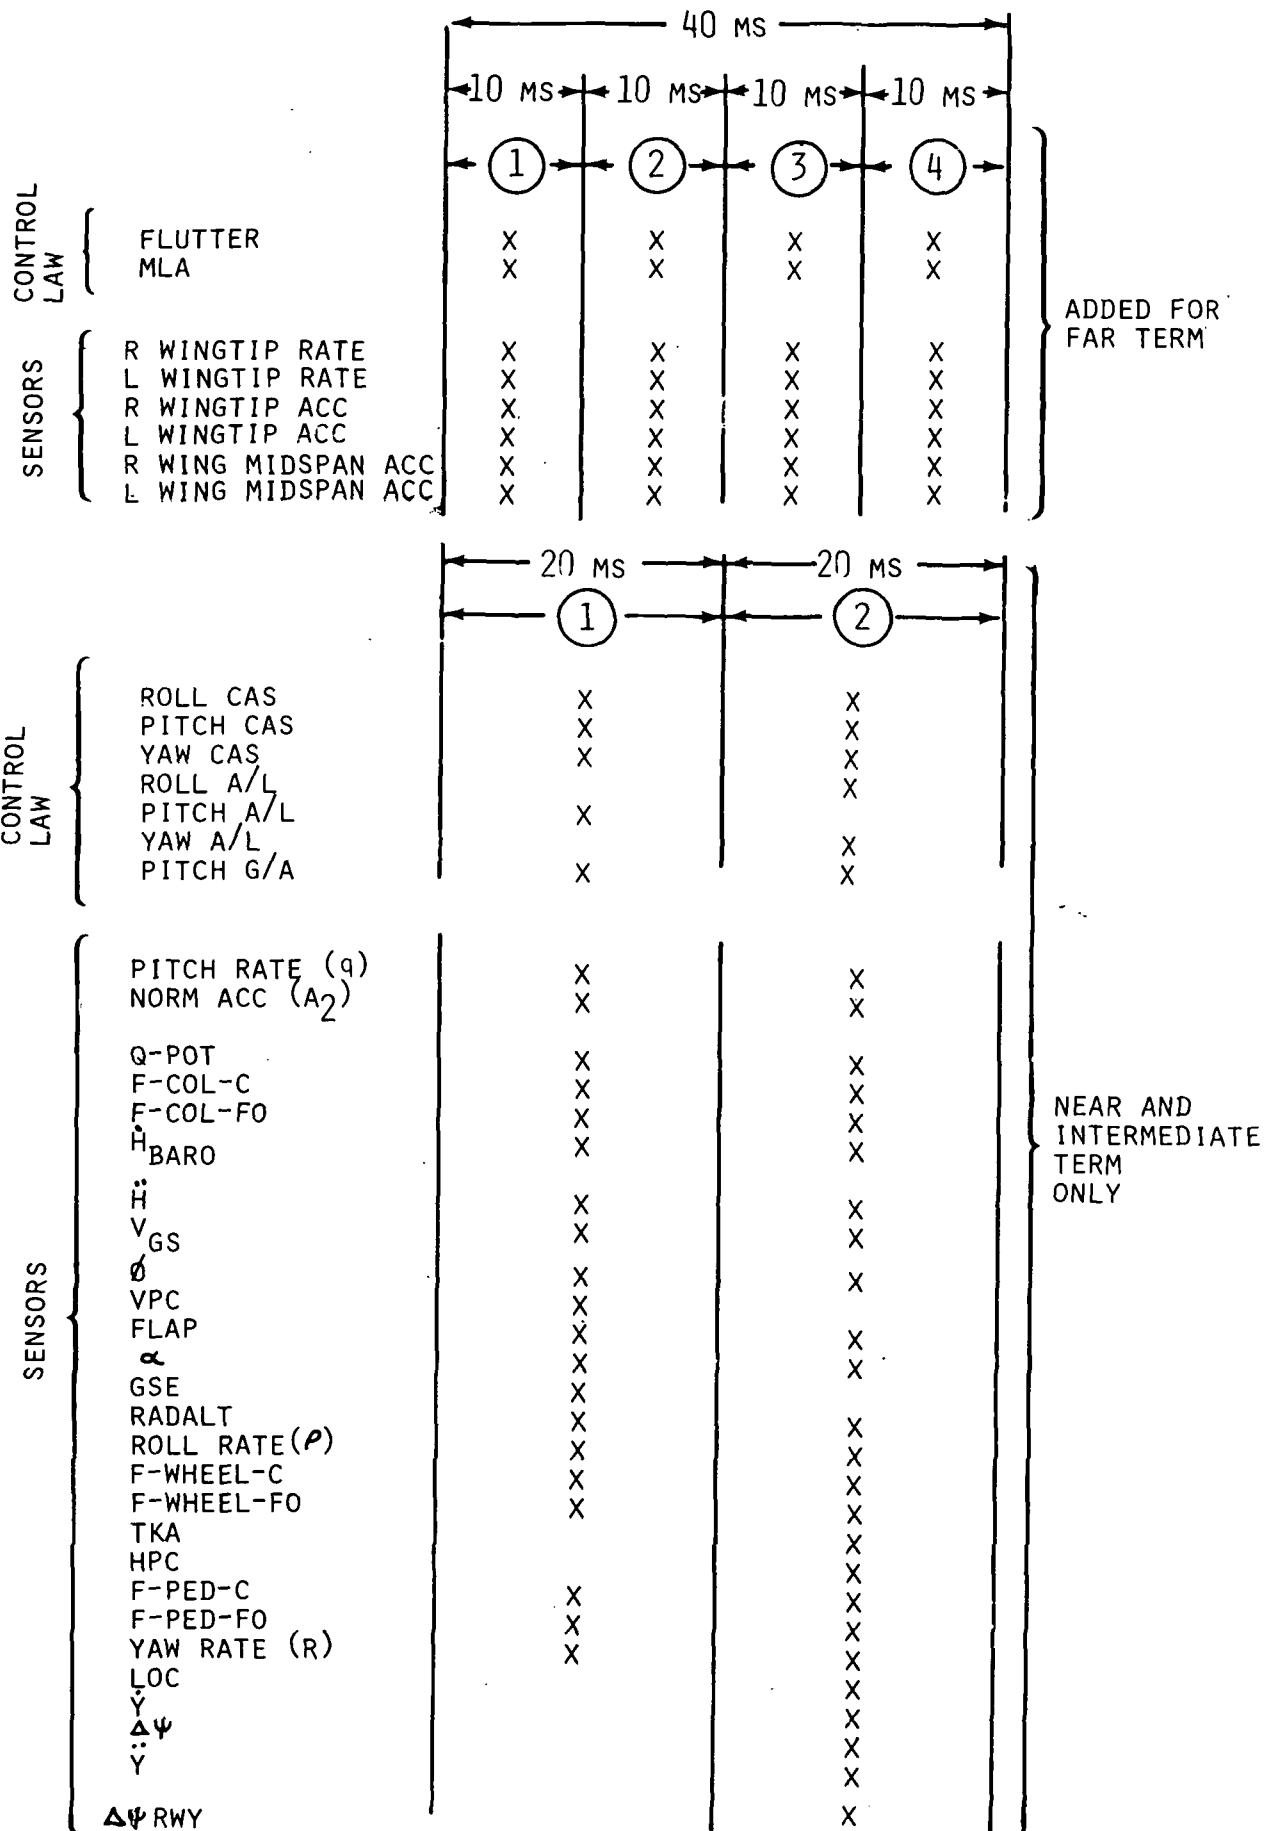 40 MS
10 MS 10 MS 10 MS 10 MS
1 2 3 4
CONTROL
LAW
FLUTTER X X X X
MLA X X X X
ADDED FOR
FAR TERM
SENSORS
R WINGTIP RATE X X X X
L WINGTIP RATE X X X X
R WINGTIP ACC X X X X
L WINGTIP ACC X X X X
R WING MIDSPAN ACC X X X X
L WING MIDSPAN ACC X X X X
20 MS 20 MS
1 2
CONTROL
LAW
ROLL CAS X X
PITCH CAS X X
YAW CAS X X
ROLL A/L X
PITCH A/L X
YAW A/L X
PITCH G/A X X
SENSORS
PITCH RATE (q) X X
NORM ACC (A2) X X
Q-POT X X
F-COL-C X X
F-COL-FO X X
Ḣ BARO X X
NEAR AND
INTERMEDIATE
TERM
ONLY
Ḧ X X
V GS X X
Ø X X
VPC X
FLAP X X
α X X
GSE X
RADALT X X
ROLL RATE(P) X X
F-WHEEL-C X X
F-WHEEL-FO X X
TKA X
HPC X
F-PED-C X X
F-PED-FO X X
YAW RATE (R) X X
LOC X
Ẏ X
Δψ X
Ÿ X
Δψ RWY X